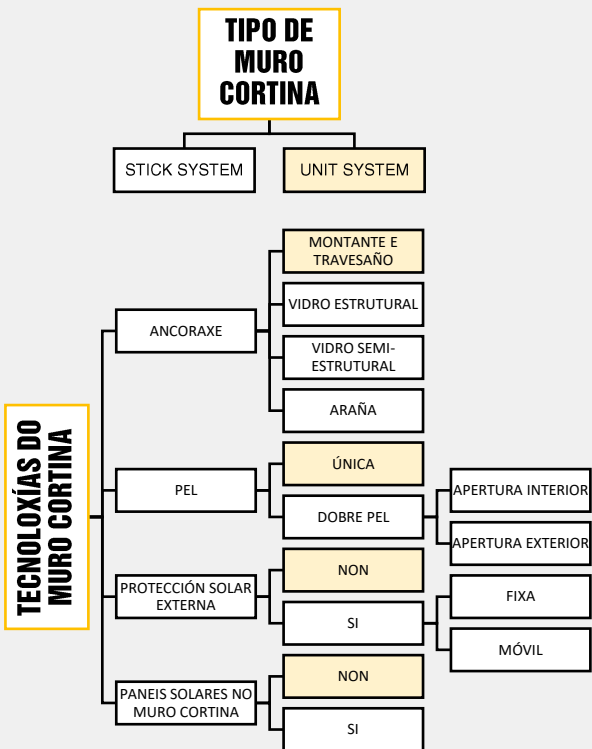 TIPO DE
MURO
CORTINA
STICK SYSTEM
UNIT SYSTEM
TECNOLOXÍAS DO
MURO CORTINA
ANCORAXE
MONTANTE E
TRAVESAÑO
VIDRO ESTRUTURAL
VIDRO SEMI-
ESTRUTURAL
ARAÑA
PEL
ÚNICA
DOBRE PEL
APERTURA INTERIOR
APERTURA EXTERIOR
PROTECCIÓN SOLAR
EXTERNA
NON
SI
FIXA
MÓVIL
PANEIS SOLARES NO
MURO CORTINA
NON
SI